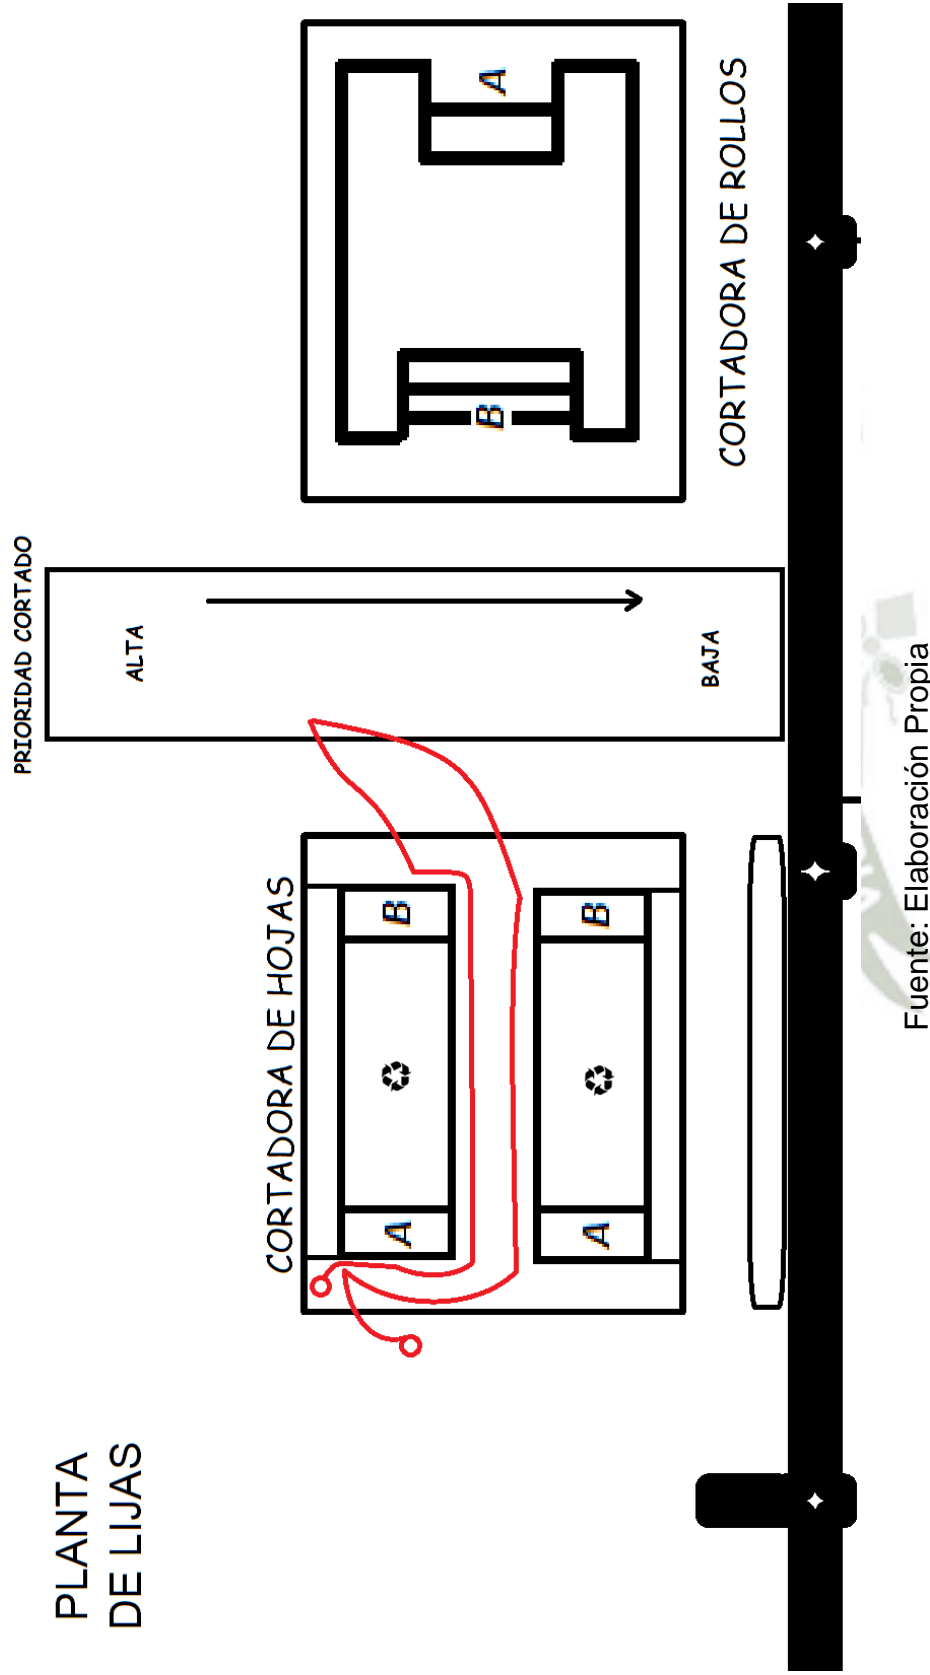 PLANTA
DE LIJAS
PRIORIDAD CORTADO
ALTA
BAJA
CORTADORA DE HOJAS
A
B
A
B
B
A
CORTADORA DE ROLLOS
Fuente: Elaboración Propia